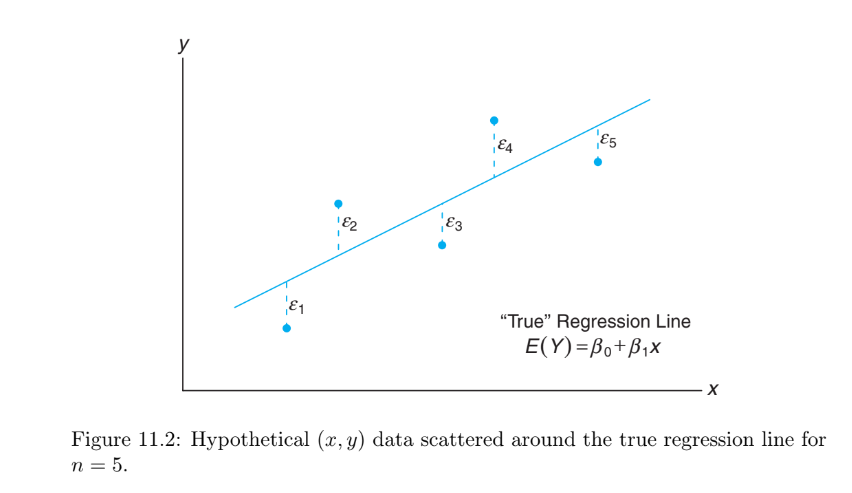 y
ε4
ε5
ε2
ε3
ε1
“True” Regression Line
E(Y)=β0+β1x
x
Figure 11.2: Hypothetical (x, y) data scattered around the true regression line for
n = 5.